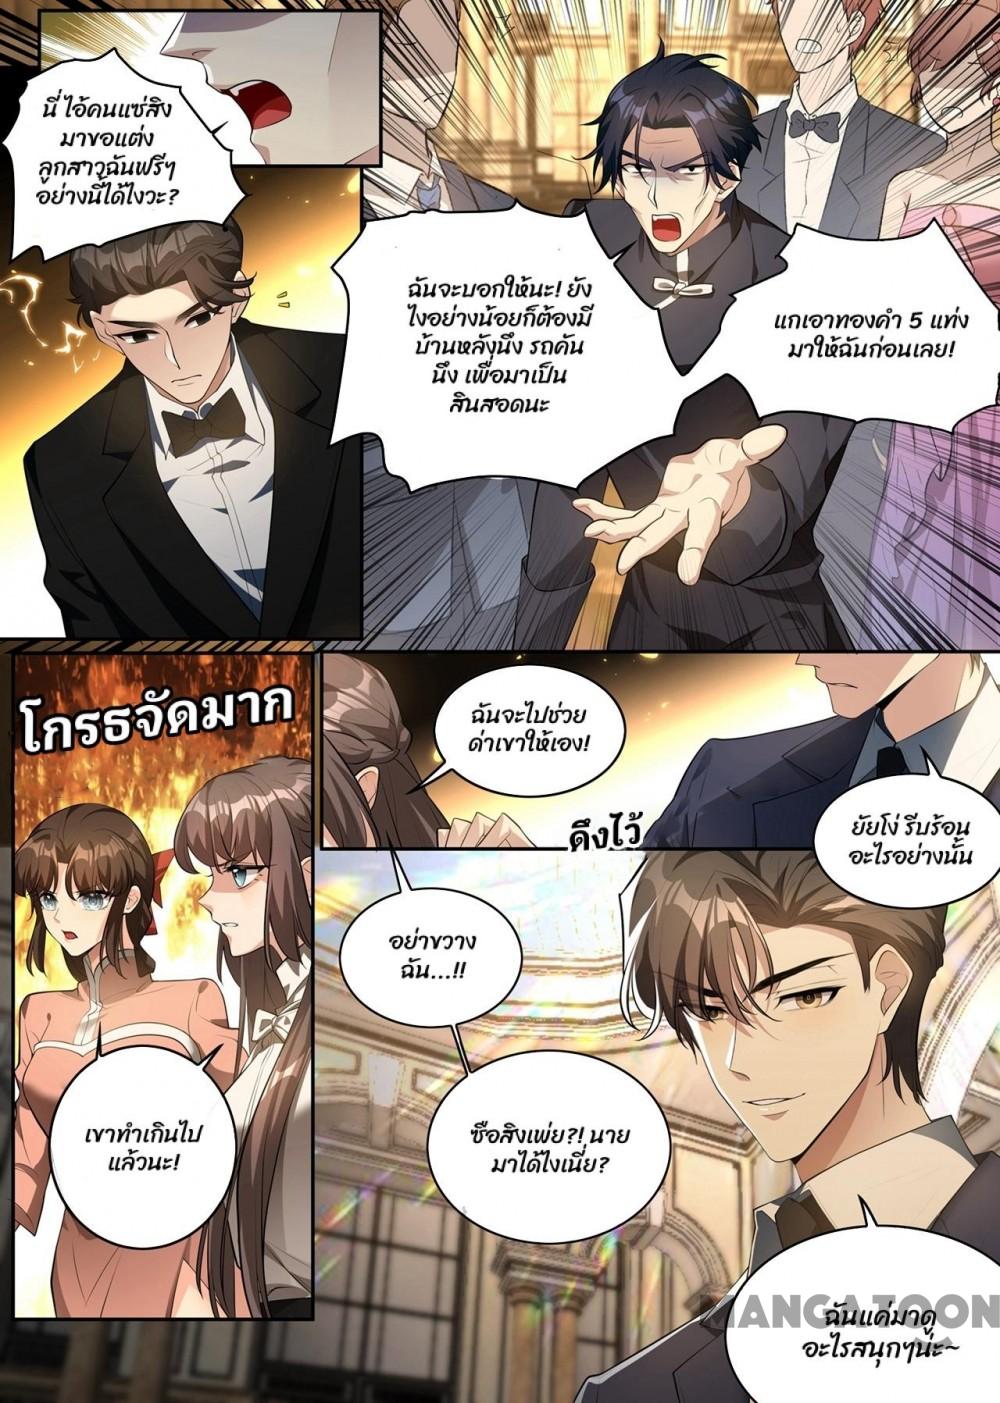 นี่ ไอ้คนแซ่สิง
มาขอแต่ง
ลูกสาวฉันฟรีๆ
อย่างนี้ได้ไงวะ?
ฉันจะบอกให้นะ! ยัง
ไงอย่างน้อยก็ต้องมี
บ้านหลังนึง รถคัน
นึง เพื่อมาเป็น
สินสอดนะ
แกเอาทองคำ 5 แท่ง
มาให้ฉันก่อนเลย!
โกรธจัดมาก
เขาทำเกินไป
แล้วนะ!
ฉันจะไปช่วย
ด่าเขาให้เอง!
ดึงไว้
ยัยโง่ รีบร้อน
อะไรอย่างนั้น
อย่าขวาง
ฉัน...!!
ซือสิงเพ่ย?! นาย
มาได้ไงเนี่ย?
ฉันแค่มาดู
อะไรสนุกๆน่ะ~
MANGATOON